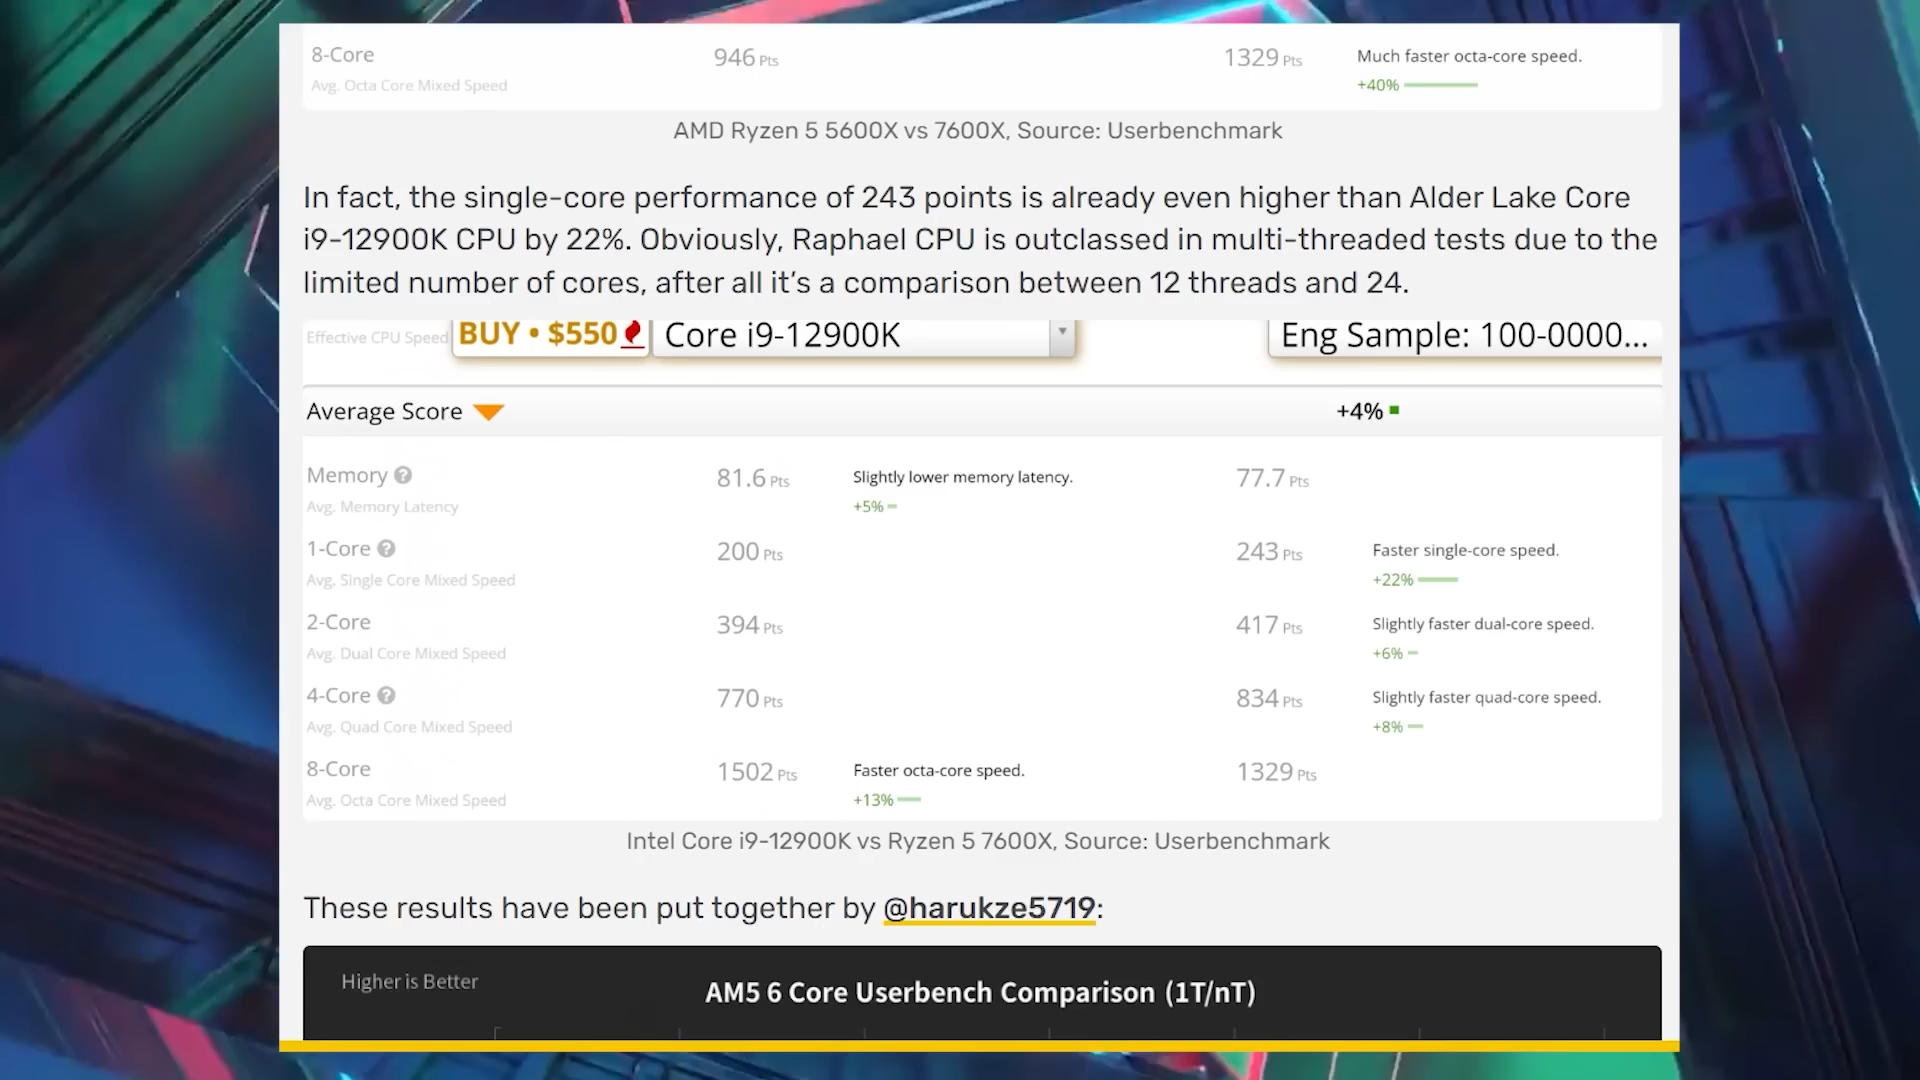 8-Core 946 Pts 1329 Pts Much faster octa-core speed.
Avg. Octa Core Mixed Speed +40%
AMD Ryzen 5 5600X vs 7600X, Source: Userbenchmark
In fact, the single-core performance of 243 points is already even higher than Alder Lake Core
i9-12900K CPU by 22%. Obviously, Raphael CPU is outclassed in multi-threaded tests due to the
limited number of cores, after all it’s a comparison between 12 threads and 24.
Effective CPU Speed BUY • $550 Core i9-12900K Eng Sample: 100-0000...
Average Score +4%
Memory 81.6 Pts Slightly lower memory latency. 77.7 Pts
Avg. Memory Latency +5%
1-Core 200 Pts 243 Pts Faster single-core speed.
Avg. Single Core Mixed Speed +22%
2-Core 394 Pts 417 Pts Slightly faster dual-core speed.
Avg. Dual Core Mixed Speed +6%
4-Core 770 Pts 834 Pts Slightly faster quad-core speed.
Avg. Quad Core Mixed Speed +8%
8-Core 1502 Pts Faster octa-core speed. 1329 Pts
Avg. Octa Core Mixed Speed +13%
Intel Core i9-12900K vs Ryzen 5 7600X, Source: Userbenchmark
These results have been put together by @harukze5719:
Higher is Better
AM5 6 Core Userbench Comparison (1T/nT)